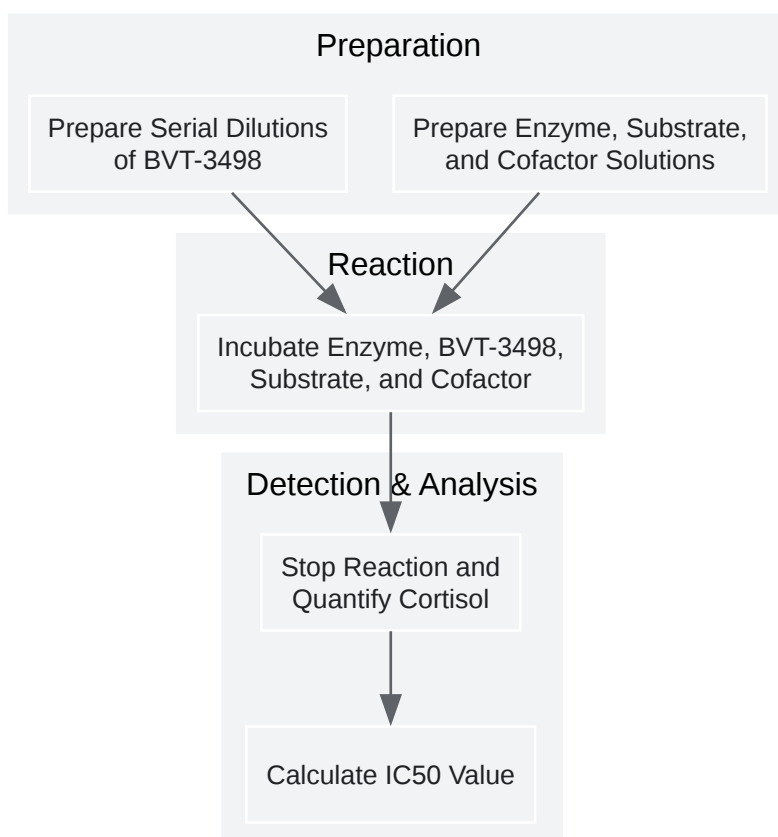 Preparation
Prepare Serial Dilutions
of BVT-3498
Prepare Enzyme, Substrate,
and Cofactor Solutions
Reaction
Incubate Enzyme, BVT-3498,
Substrate, and Cofactor
Detection & Analysis
Stop Reaction and
Quantify Cortisol
Calculate IC50 Value